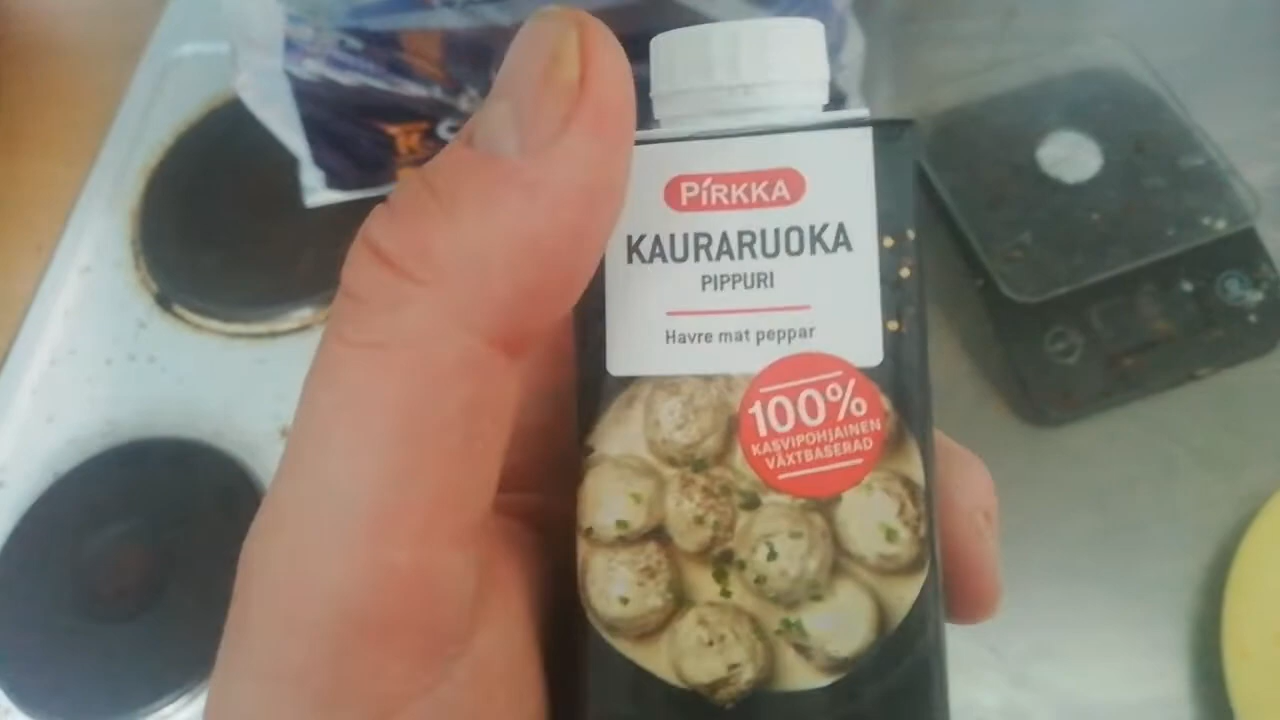 PIRKKA
KAURARUOKA
PIPPURI
Havre mat peppar
100%
KASVIPOHJAINEN
VÄXTBASERAD